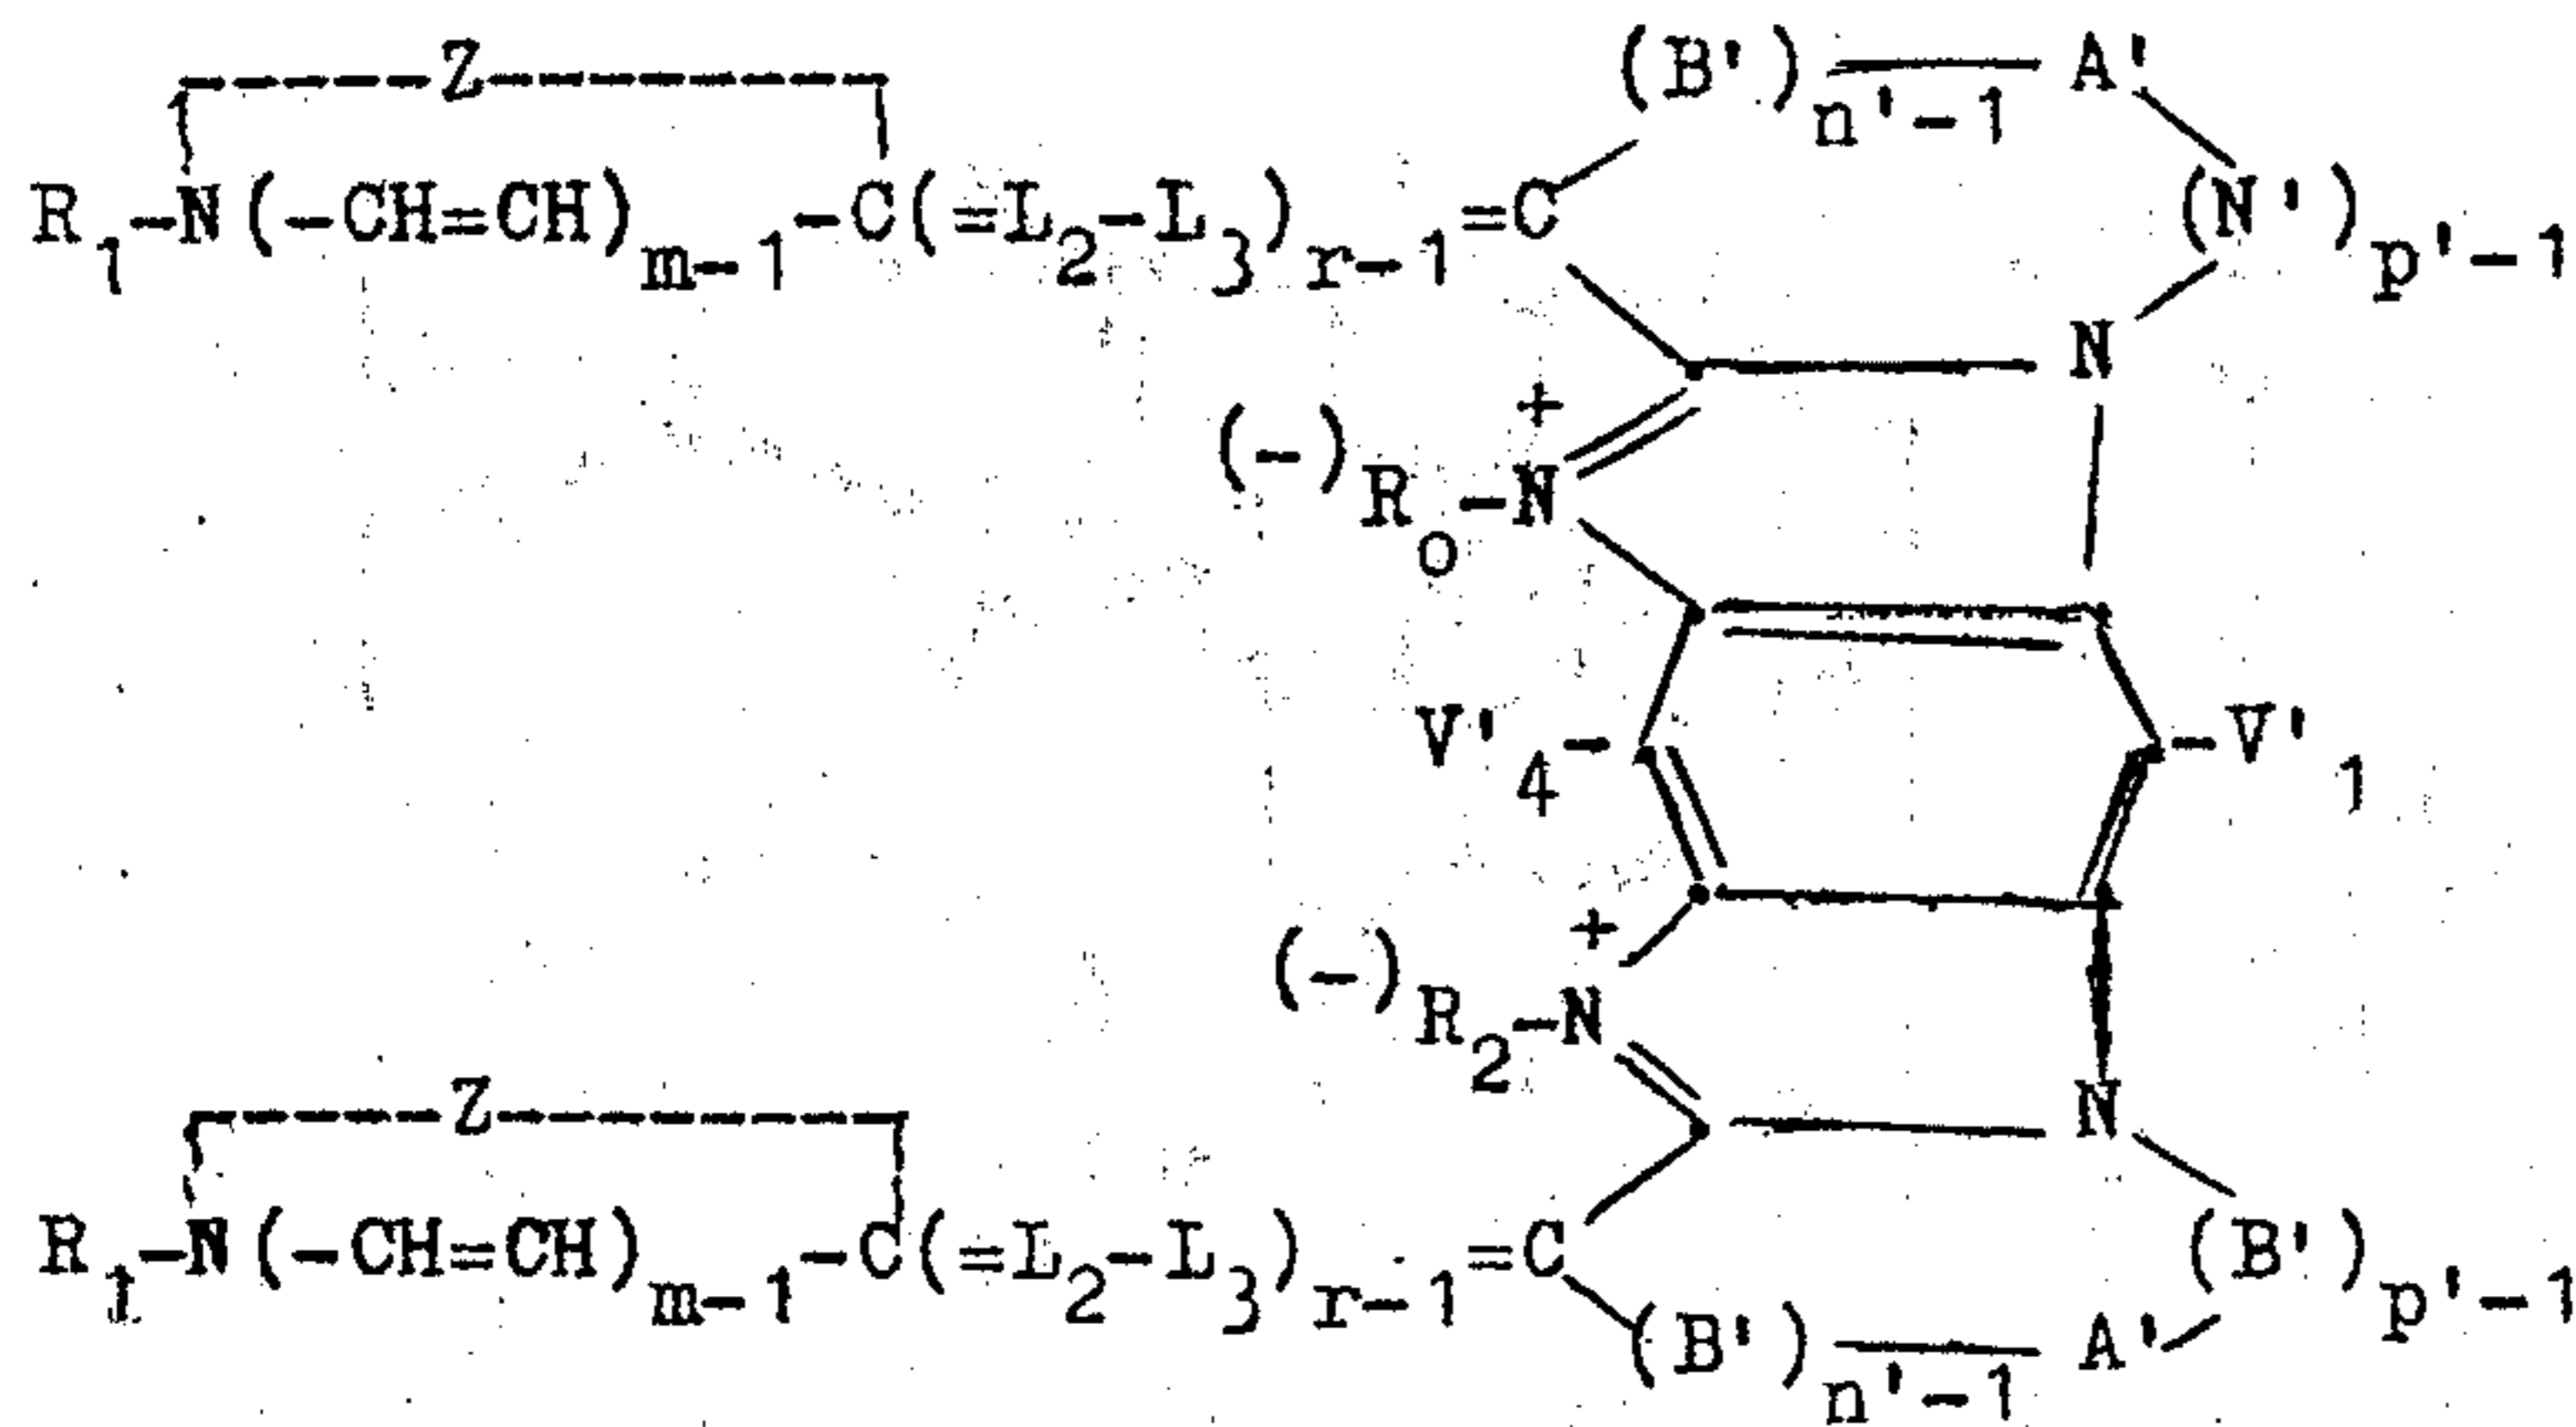 Z (B')n'-1 A'
R1-N(-CH=CH)m-1-C(=L2-L3)r-1=C (N')p'-1
N
(-)R0-N+
V'4- -V'1
(-)R2-N+
Z N
R1-N(-CH=CH)m-1-C(=L2-L3)r-1=C (B')p'-1
(B')n'-1 A'